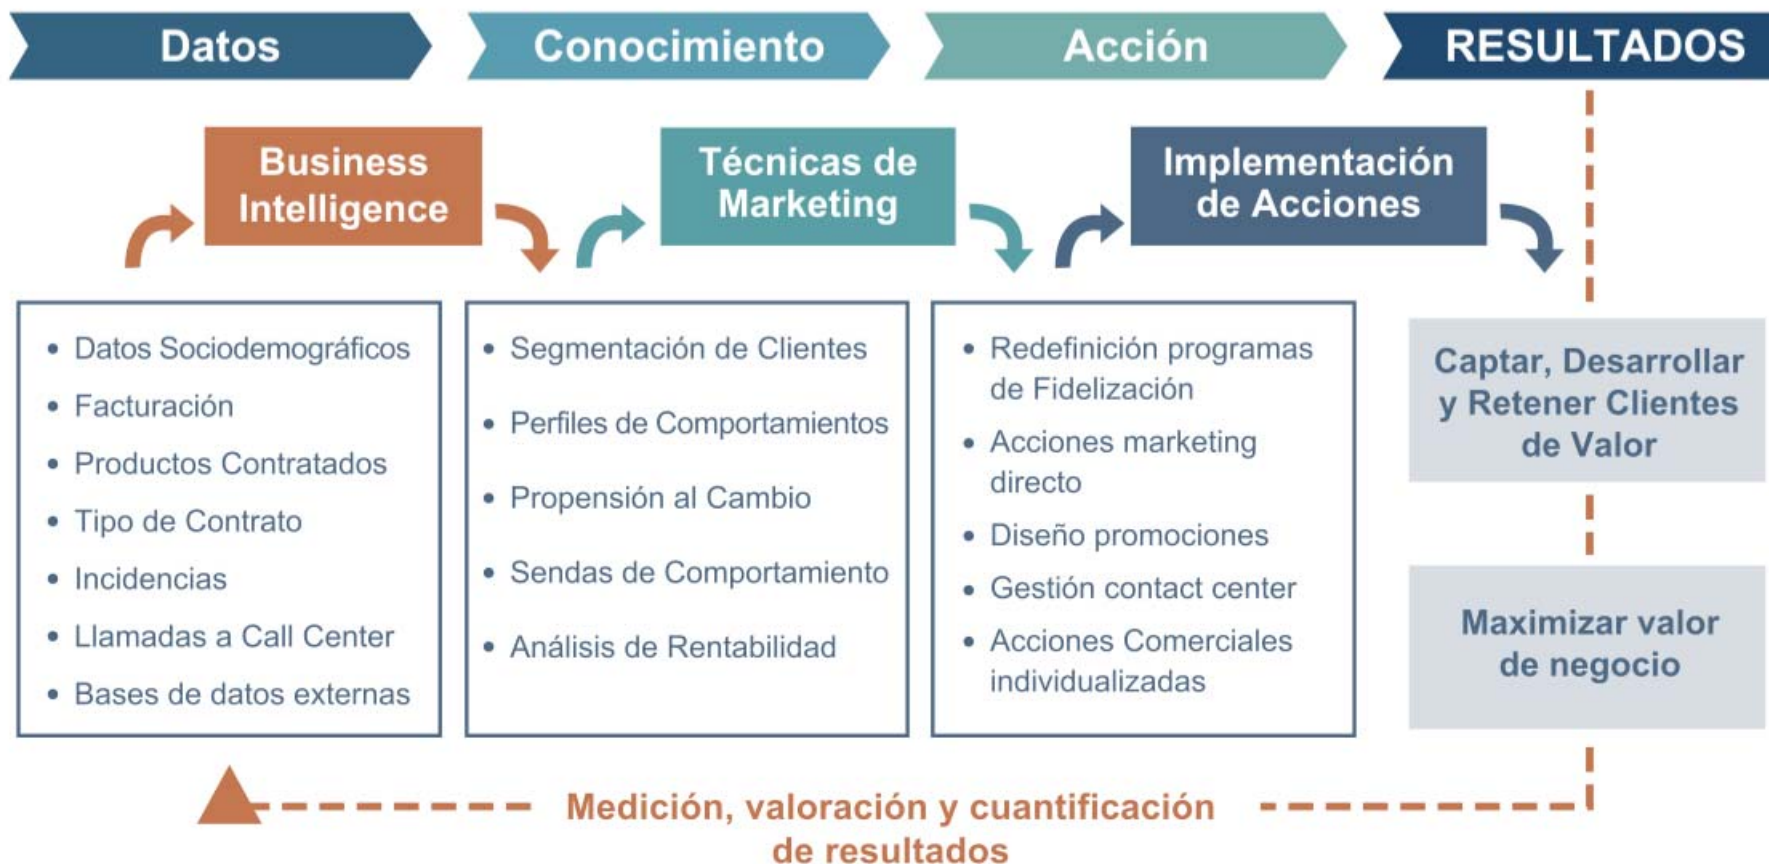 Datos
Conocimiento
Acción
RESULTADOS
Business
Intelligence
Técnicas de
Marketing
Implementación
de Acciones
• Datos Sociodemográficos
• Facturación
• Productos Contratados
• Tipo de Contrato
• Incidencias
• Llamadas a Call Center
• Bases de datos externas
• Segmentación de Clientes
• Perfiles de Comportamientos
• Propensión al Cambio
• Sendas de Comportamiento
• Análisis de Rentabilidad
• Redefinición programas
de Fidelización
• Acciones marketing
directo
• Diseño promociones
• Gestión contact center
• Acciones Comerciales
individualizadas
Captar, Desarrollar
y Retener Clientes
de Valor
Maximizar valor
de negocio
Medición, valoración y cuantificación
de resultados